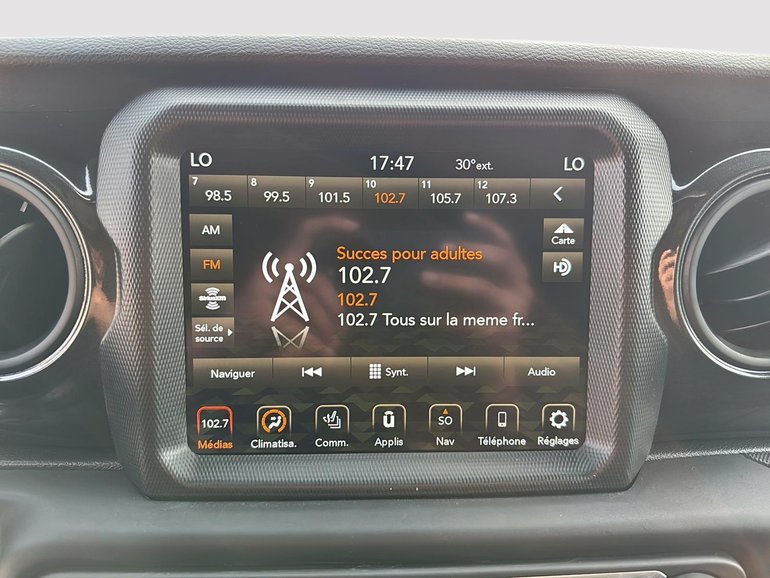 LO 17:47 30°ext. LO
7 98.5 8 99.5 9 101.5 10 102.7 11 105.7 12 107.3
AM
Carte
FM
HD
Succes pour adultes
102.7
102.7
102.7 Tous sur la meme fr...
SiriusXM
Sél. de
source
Naviguer Synt. Audio
102.7 SO
Médias Climatisa. Comm. Applis Nav Téléphone Réglages